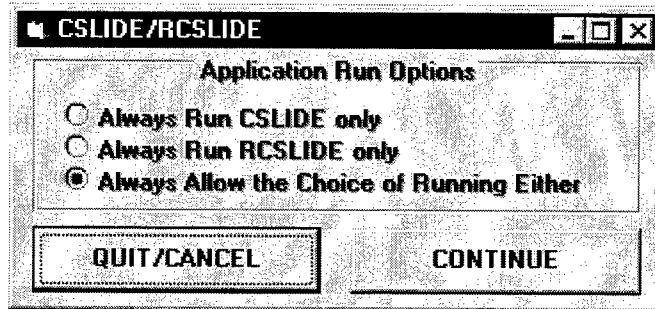 CSLIDE/RCSLIDE
Application Run Options
Always Run CSLIDE only
Always Run RCSLIDE only
Always Allow the Choice of Running Either
QUIT/CANCEL CONTINUE